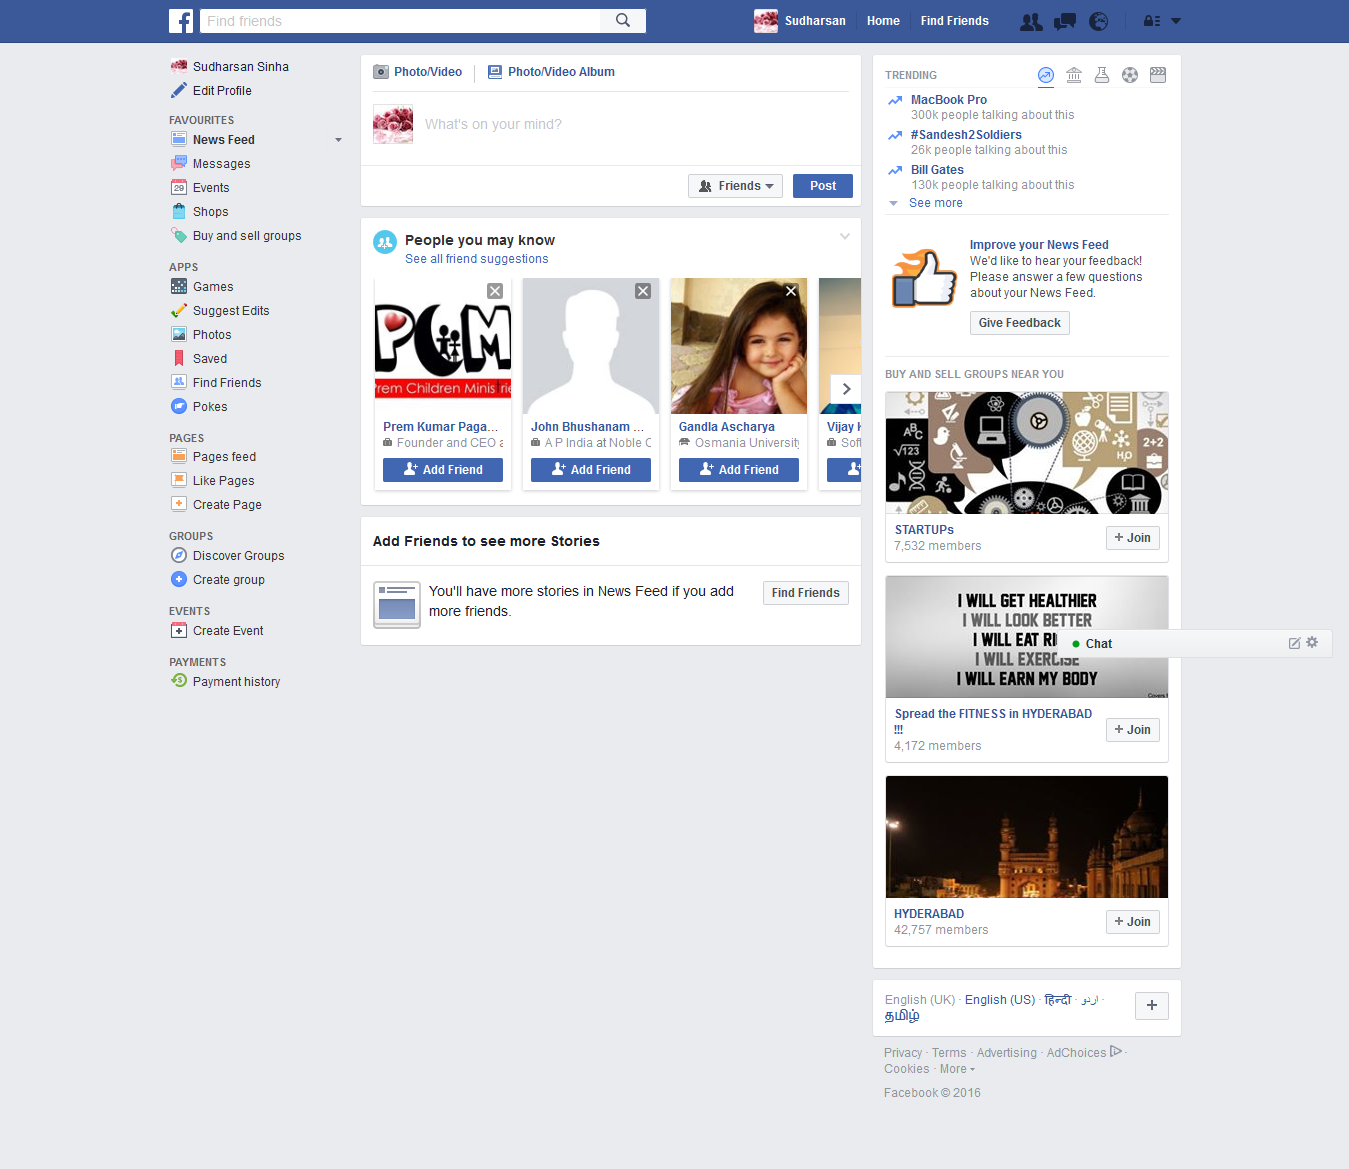 Find friends
Sudharsan
Home
Find Friends
Sudharsan Sinha
Edit Profile
FAVOURITES
News Feed
Messages
29
Events
Shops
Buy and sell groups
APPS
Games
Suggest Edits
Photos
Saved
Find Friends
Pokes
PAGES
Pages feed
Like Pages
Create Page
GROUPS
Discover Groups
Create group
EVENTS
Create Event
PAYMENTS
Payment history
Photo/Video
Photo/Video Album
What's on your mind?
Friends
Post
People you may know
See all friend suggestions
Prem Children Minis
Prem Kumar Paga...
Founder and CEO a
Add Friend
John Bhushanam ...
A P India at Noble C
Add Friend
Gandla Ascharya
Osmania University
Add Friend
Vijay K
Soft
Add Friends to see more Stories
You'll have more stories in News Feed if you add
more friends.
Find Friends
TRENDING
MacBook Pro
300k people talking about this
#Sandesh2Soldiers
26k people talking about this
Bill Gates
130k people talking about this
See more
Improve your News Feed
We'd like to hear your feedback!
Please answer a few questions
about your News Feed.
Give Feedback
BUY AND SELL GROUPS NEAR YOU
ABC
√123
2+2
H₂O
STARTUPs
7,532 members
+ Join
I WILL GET HEALTHIER
I WILL LOOK BETTER
I WILL EAT RI
I WILL EXERCISE
I WILL EARN MY BODY
Chat
Spread the FITNESS in HYDERABAD
!!!
4,172 members
+ Join
HYDERABAD
42,757 members
+ Join
English (UK) · English (US) · हिन्दी · اردو ·
தமிழ்
+
Privacy · Terms · Advertising · AdChoices ·
Cookies · More
Facebook © 2016